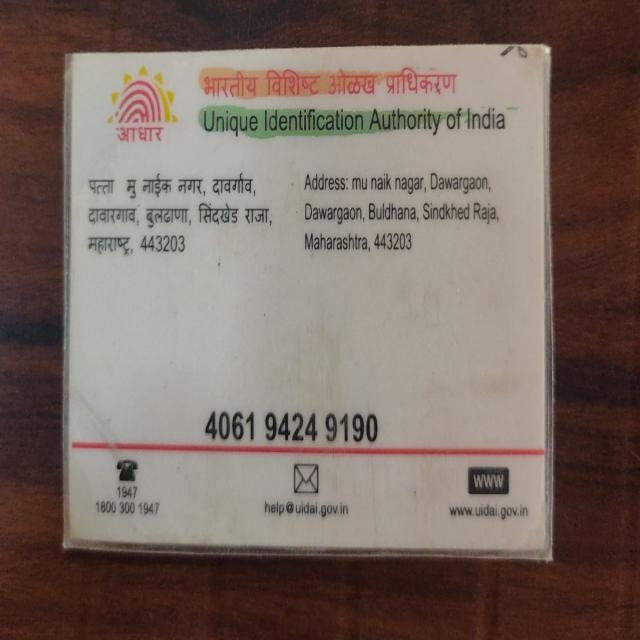 भारतीय विशिष्ट ओळख प्राधिकरण
Unique Identification Authority of India
आधार
पत्ता मु नाईक नगर, दावर्गाव,
दावारगाव, बुलढाणा, सिंदखेड राजा,
महाराष्ट्र, 443203
Address: mu naik nagar, Dawargaon,
Dawargaon, Buldhana, Sindkhed Raja,
Maharashtra, 443203
4061 9424 9190
1947
1800 300 1947
help@uidai.gov.in
WWW
www.uidai.gov.in